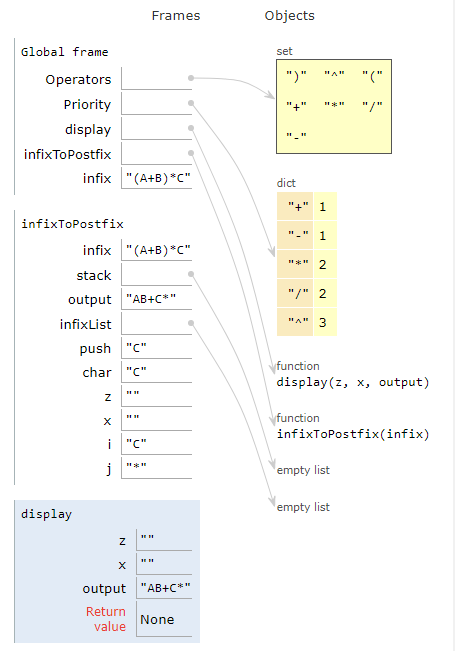 Frames Objects
Global frame
Operators
Priority
display
infixToPostfix
infix "(A+B)*C"
set
")" "^" "("
"+" "*" "/"
"-"
infixToPostfix
infix "(A+B)*C"
stack
output "AB+C*"
infixList
push "C"
char "C"
z ""
x ""
i "C"
j "*"
dict
"+" 1
"-" 1
"*" 2
"/" 2
"^" 3
function
display(z, x, output)
function
infixToPostfix(infix)
empty list
empty list
display
z ""
x ""
output "AB+C*"
Return
value None